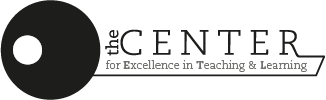 the CENTER
for Excellence in Teaching & Learning